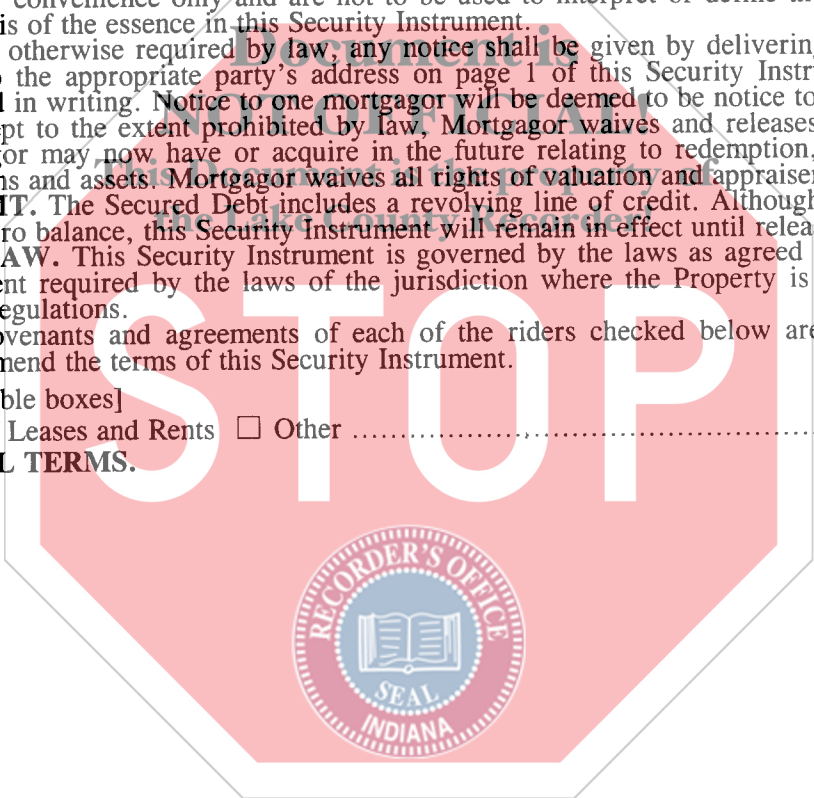 convenience only and are not to be used to interpret or define th
is of the essence in this Security Instrument.
otherwise required by law, any notice shall be given by deliverin
the appropriate party's address on page 1 of this Security Instr
in writing. Notice to one mortgagor will be deemed to be notice to
pt to the extent prohibited by law, Mortgagor waives and releases
gor may now have or acquire in the future relating to redemption,
ns and assets. Mortgagor waives all rights of valuation and appraise
IT. The Secured Debt includes a revolving line of credit. Although
ro balance, this Security Instrument will remain in effect until relea
AW. This Security Instrument is governed by the laws as agreed
ent required by the laws of the jurisdiction where the Property is
egulations.
ovenants and agreements of each of the riders checked below are
mend the terms of this Security Instrument.
ble boxes]
Leases and Rents ☐ Other ........................................
L TERMS.
Document is
NOT OFFICIAL!
This Document is the property of
the Lake County Recorder!
STOP
RECORDER'S OFFICE
SEAL
INDIANA